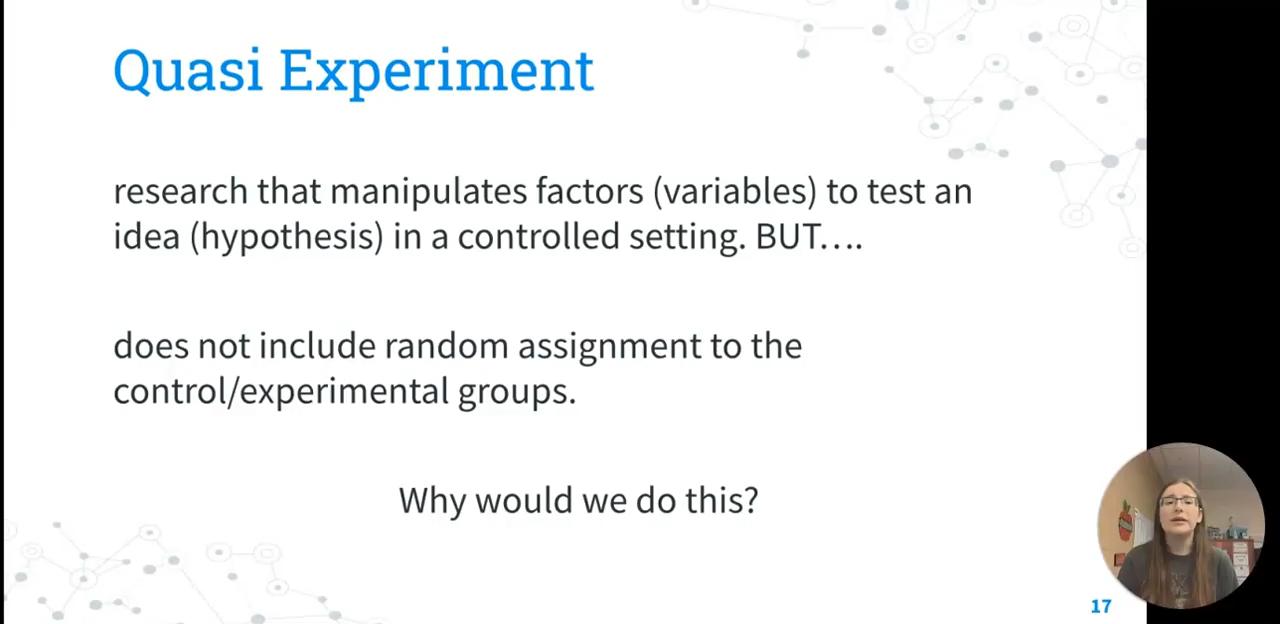 Quasi Experiment
research that manipulates factors (variables) to test an
idea (hypothesis) in a controlled setting. BUT....
does not include random assignment to the
control/experimental groups.
Why would we do this?
17